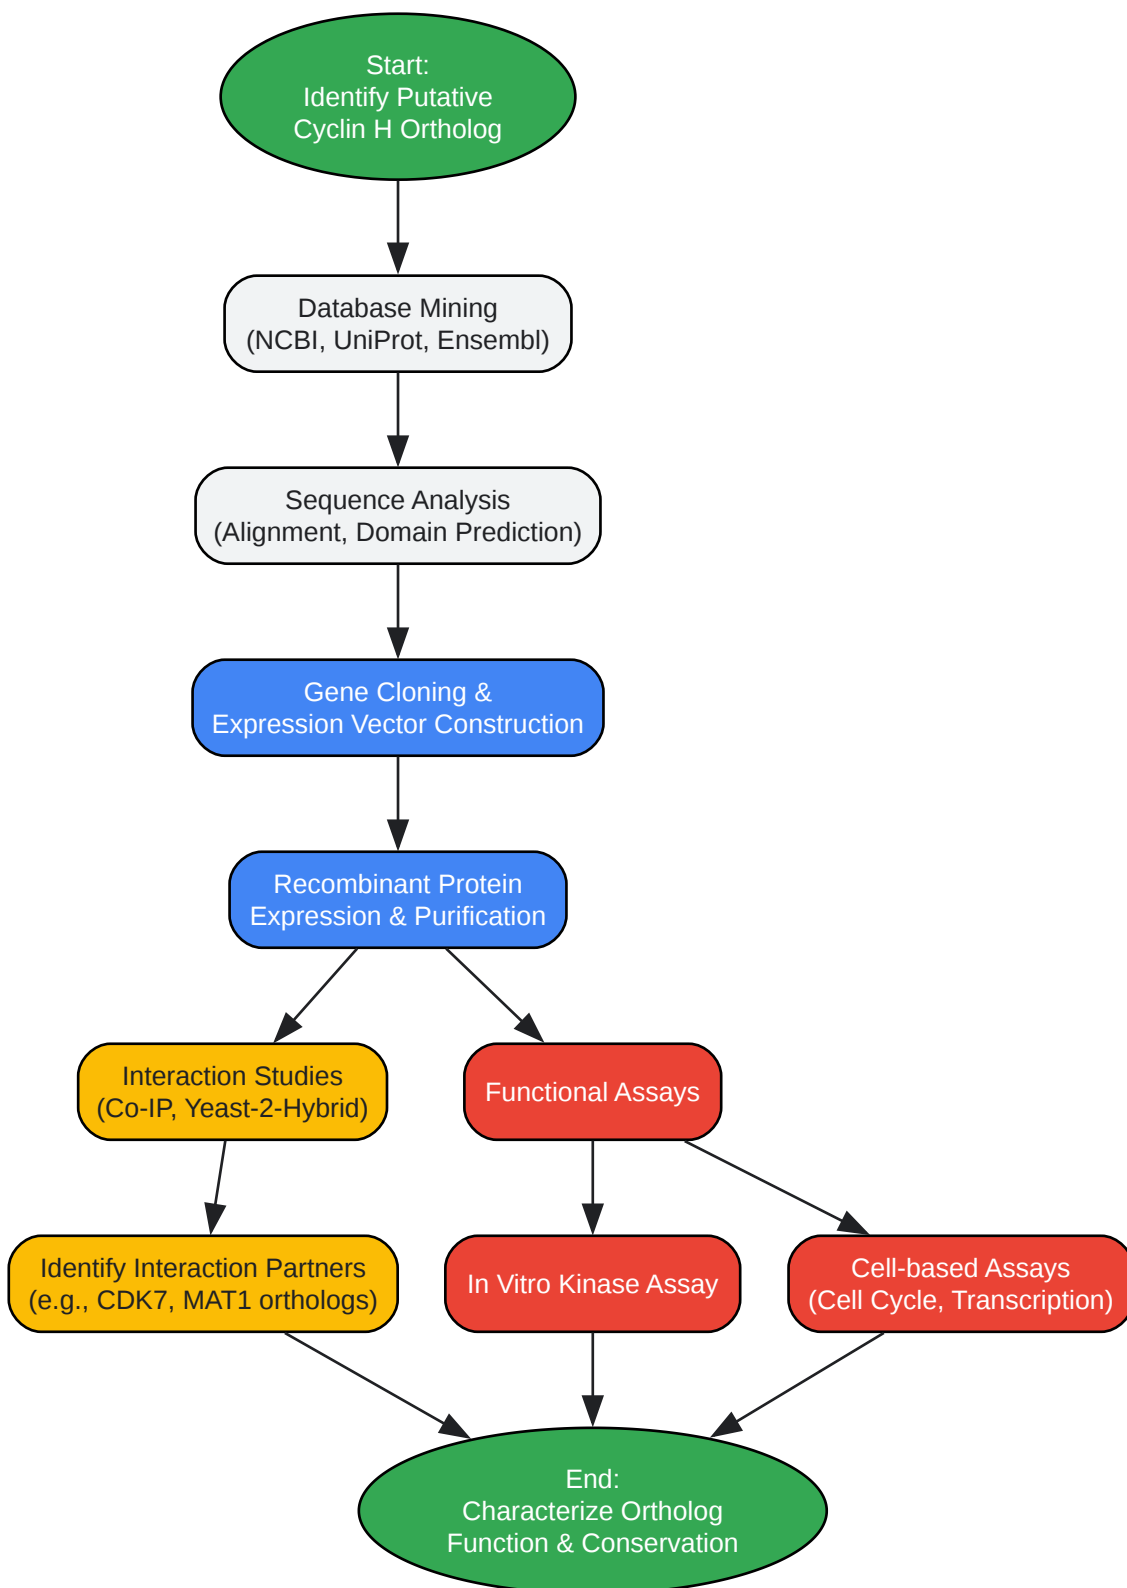 Start:
Identify Putative
Cyclin H Ortholog
Database Mining
(NCBI, UniProt, Ensembl)
Sequence Analysis
(Alignment, Domain Prediction)
Gene Cloning &
Expression Vector Construction
Recombinant Protein
Expression & Purification
Interaction Studies
(Co-IP, Yeast-2-Hybrid)
Functional Assays
Identify Interaction Partners
(e.g., CDK7, MAT1 orthologs)
In Vitro Kinase Assay
Cell-based Assays
(Cell Cycle, Transcription)
End:
Characterize Ortholog
Function & Conservation